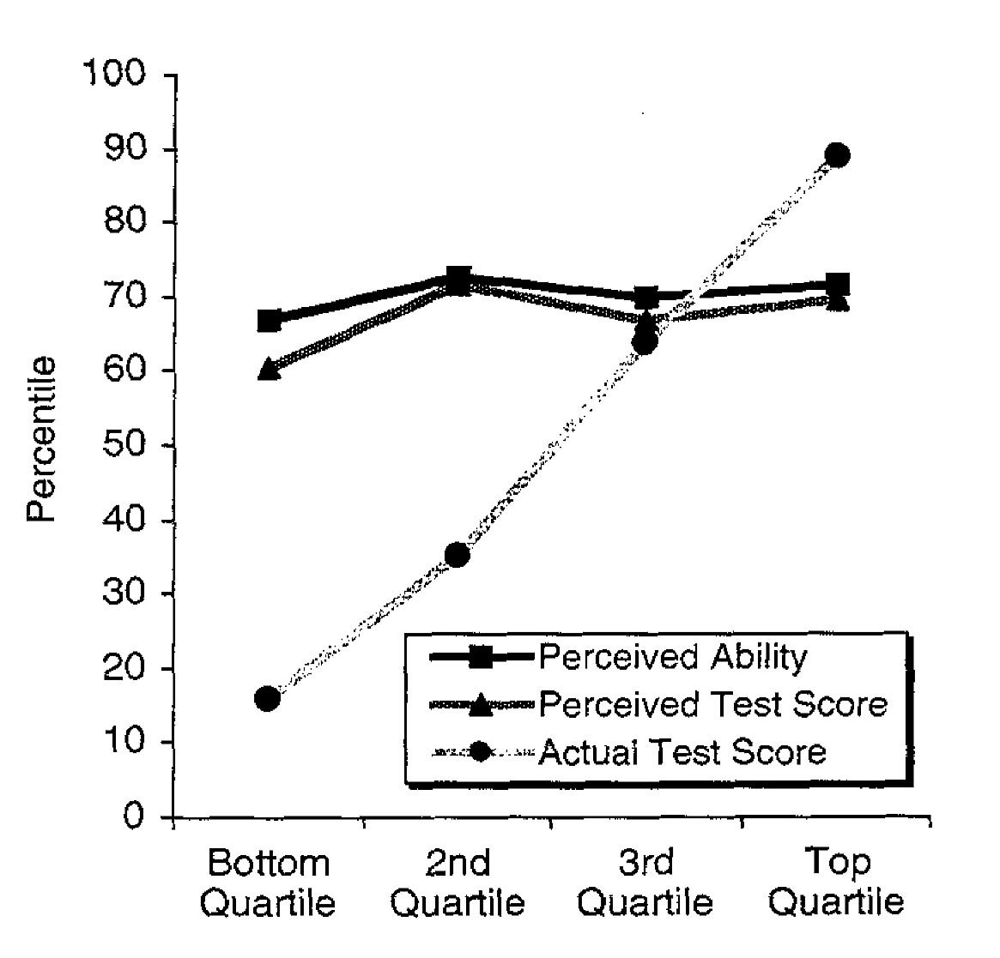 100
90
80
70
60
50
40
30
20
10
0
Percentile
Perceived Ability
Perceived Test Score
Actual Test Score
Bottom
Quartile
2nd
Quartile
3rd
Quartile
Top
Quartile